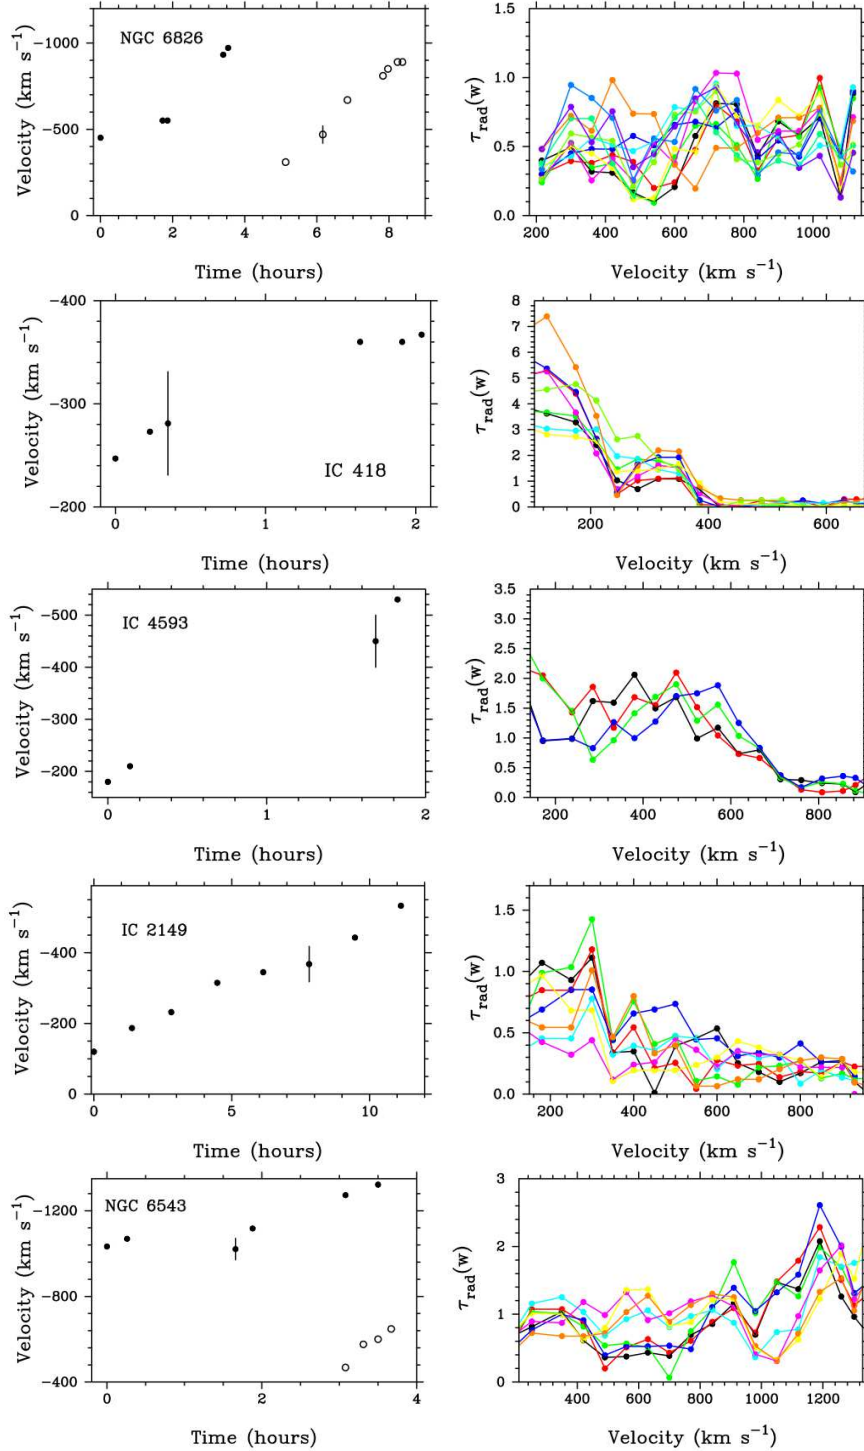 NGC 6826
-1000
-500
0
0 2 4 6 8
Velocity (km s⁻¹)
Time (hours)
1.5
1.0
0.5
0.0
200 400 600 800 1000
τrad(w)
Velocity (km s⁻¹)
-400
-300
-200
IC 418
0 1 2
Velocity (km s⁻¹)
Time (hours)
8
7
6
5
4
3
2
1
0
200 400 600
τrad(w)
Velocity (km s⁻¹)
IC 4593
-500
-400
-300
-200
0 1 2
Velocity (km s⁻¹)
Time (hours)
3.5
3.0
2.5
2.0
1.5
1.0
0.5
0.0
200 400 600 800
τrad(w)
Velocity (km s⁻¹)
IC 2149
-400
-200
0
0 5 10
Velocity (km s⁻¹)
Time (hours)
1.5
1.0
0.5
0.0
200 400 600 800
τrad(w)
Velocity (km s⁻¹)
NGC 6543
-1200
-800
-400
0 2 4
Velocity (km s⁻¹)
Time (hours)
3
2
1
0
400 600 800 1000 1200
τrad(w)
Velocity (km s⁻¹)